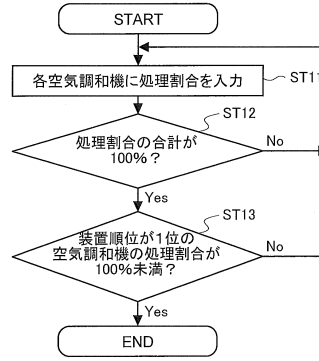 START
各空気調和機に処理割合を入力
ST11
ST12
処理割合の合計が
100%？
No
Yes
ST13
装置順位が1位の
空気調和機の処理割合が
100%未満？
No
Yes
END